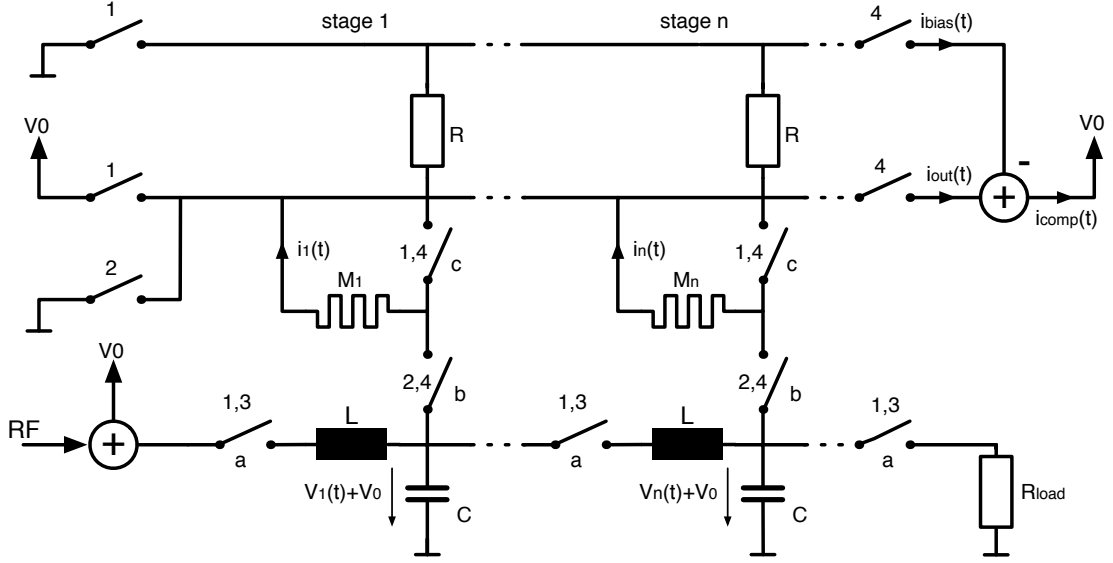 1 stage 1 stage n 4 ibias(t)
R R
V0 V0
1 4 iout(t) -
+ icomp(t)
i1(t) 1,4 c in(t) 1,4 c
2 M1 Mn
V0 2,4 b 2,4 b
RF + 1,3 a L 1,3 a L 1,3 a
V1(t)+V0 C Vn(t)+V0 C Rload